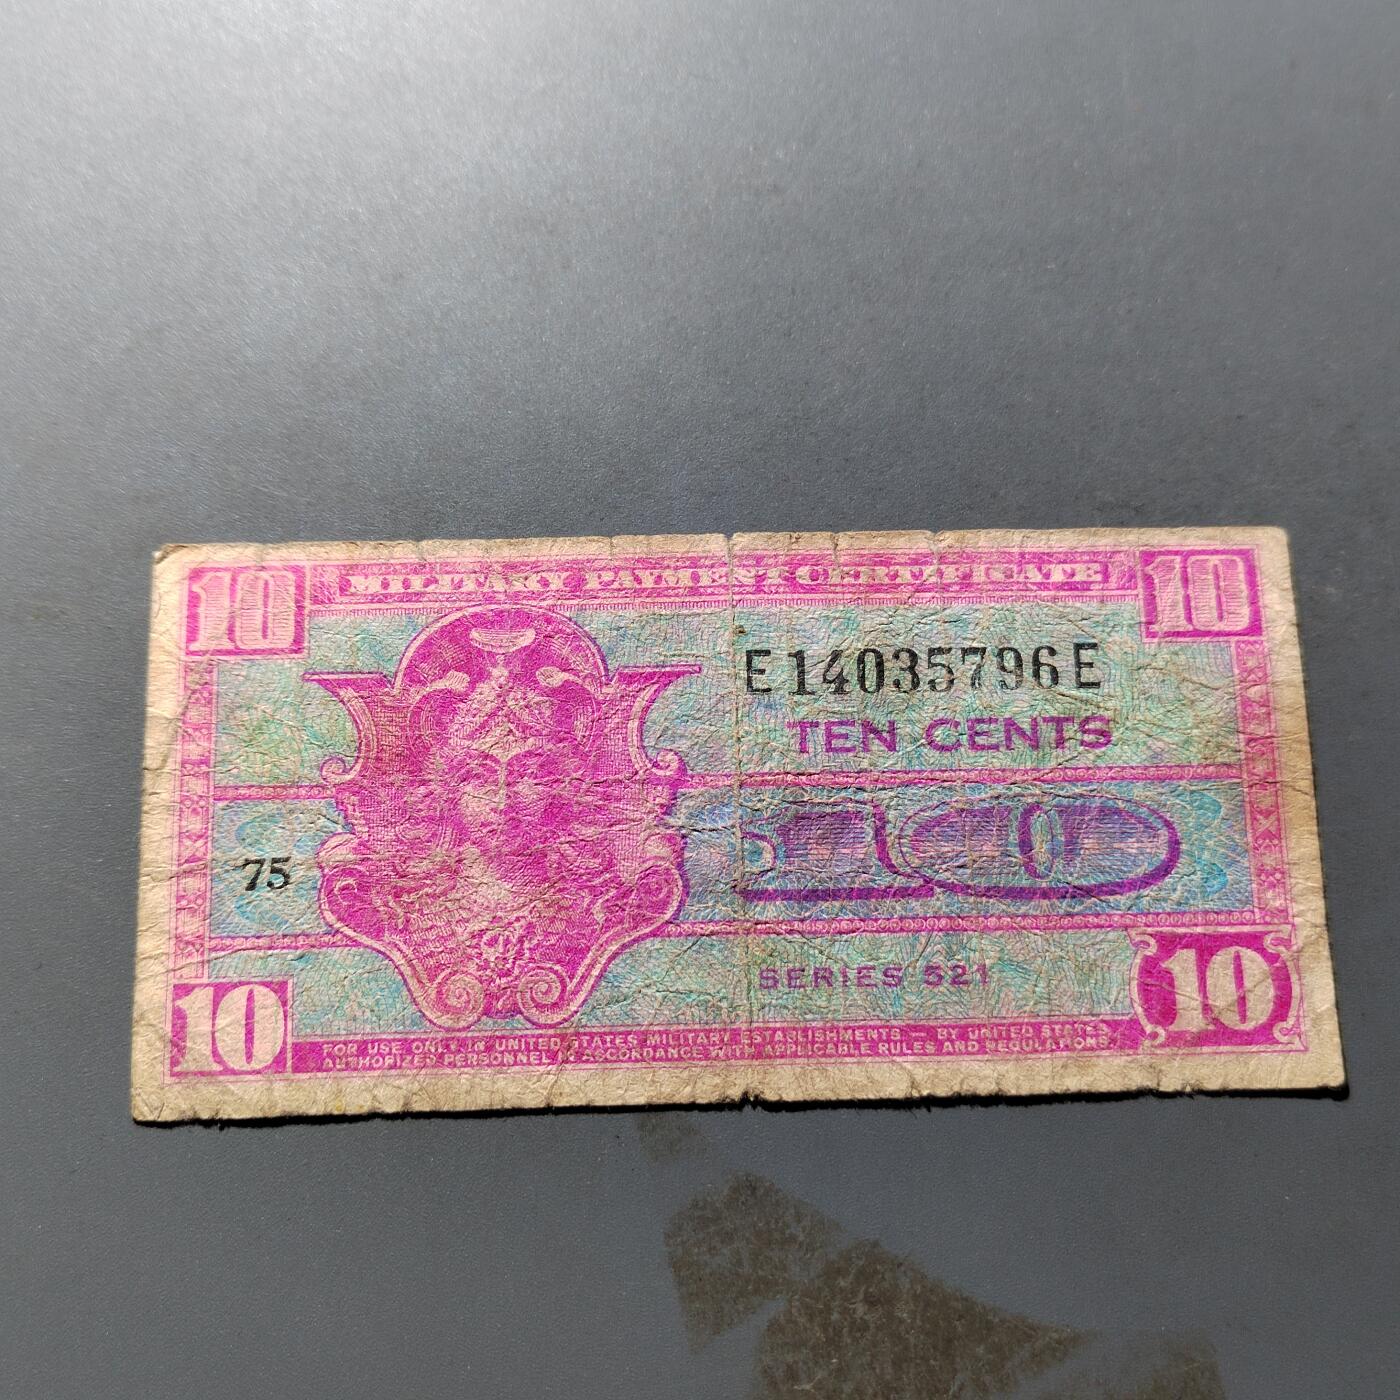 10 MILITARY PAYMENT CERTIFICATE 10
E14035796E
TEN CENTS
10
75
SERIES 521
10 10
FOR USE ONLY IN UNITED STATES MILITARY ESTABLISHMENTS — BY UNITED STATES
AUTHORIZED PERSONNEL IN ACCORDANCE WITH APPLICABLE RULES AND REGULATIONS.